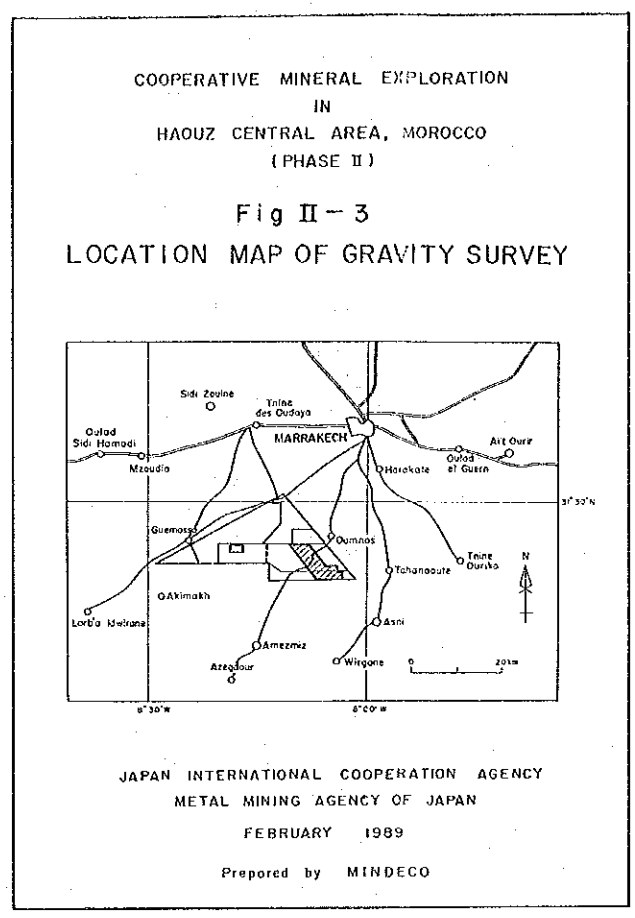 COOPERATIVE MINERAL EXPLORATION
IN
HAOUZ CENTRAL AREA, MOROCCO
(PHASE II)
Fig II-3
LOCATION MAP OF GRAVITY SURVEY
Sidi Zouine
Tnine
des Oudaya
MARRAKECH
Oulad
Sidi Hamadi
Mzoudia
Harakate
Oulad
el Guern
Ait Ourir
31°30'N
Guemassa
Oumnas
Tnine
Ourika
N
Tahanaoute
Akimakh
Lorb'a Idwirane
Asni
Amezmiz
Wirgane
Azegour
0 20km
8°30'W
8°00'W
JAPAN INTERNATIONAL COOPERATION AGENCY
METAL MINING AGENCY OF JAPAN
FEBRUARY 1989
Prepared by MINDECO